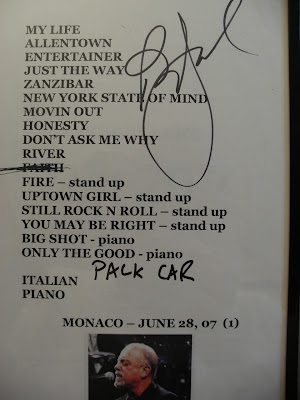 MY LIFE
ALLENTOWN
ENTERTAINER
JUST THE WAY
ZANZIBAR
NEW YORK STATE OF MIND
MOVIN OUT
HONESTY
DON'T ASK ME WHY
RIVER
FAITH
FIRE – stand up
UPTOWN GIRL – stand up
STILL ROCK N ROLL – stand up
YOU MAY BE RIGHT – stand up
BIG SHOT - piano
ONLY THE GOOD - piano
PALK CAR
ITALIAN
PIANO
MONACO – JUNE 28, 07 (1)